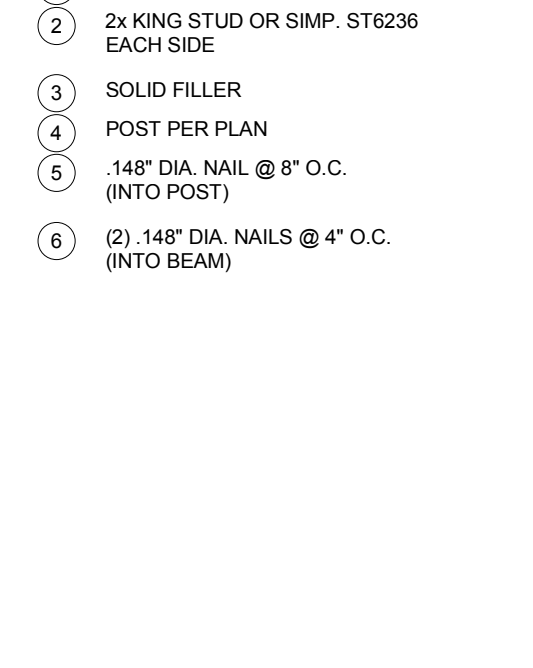 2 2x KING STUD OR SIMP. ST6236
EACH SIDE
3 SOLID FILLER
4 POST PER PLAN
5 .148" DIA. NAIL @ 8" O.C.
(INTO POST)
6 (2) .148" DIA. NAILS @ 4" O.C.
(INTO BEAM)